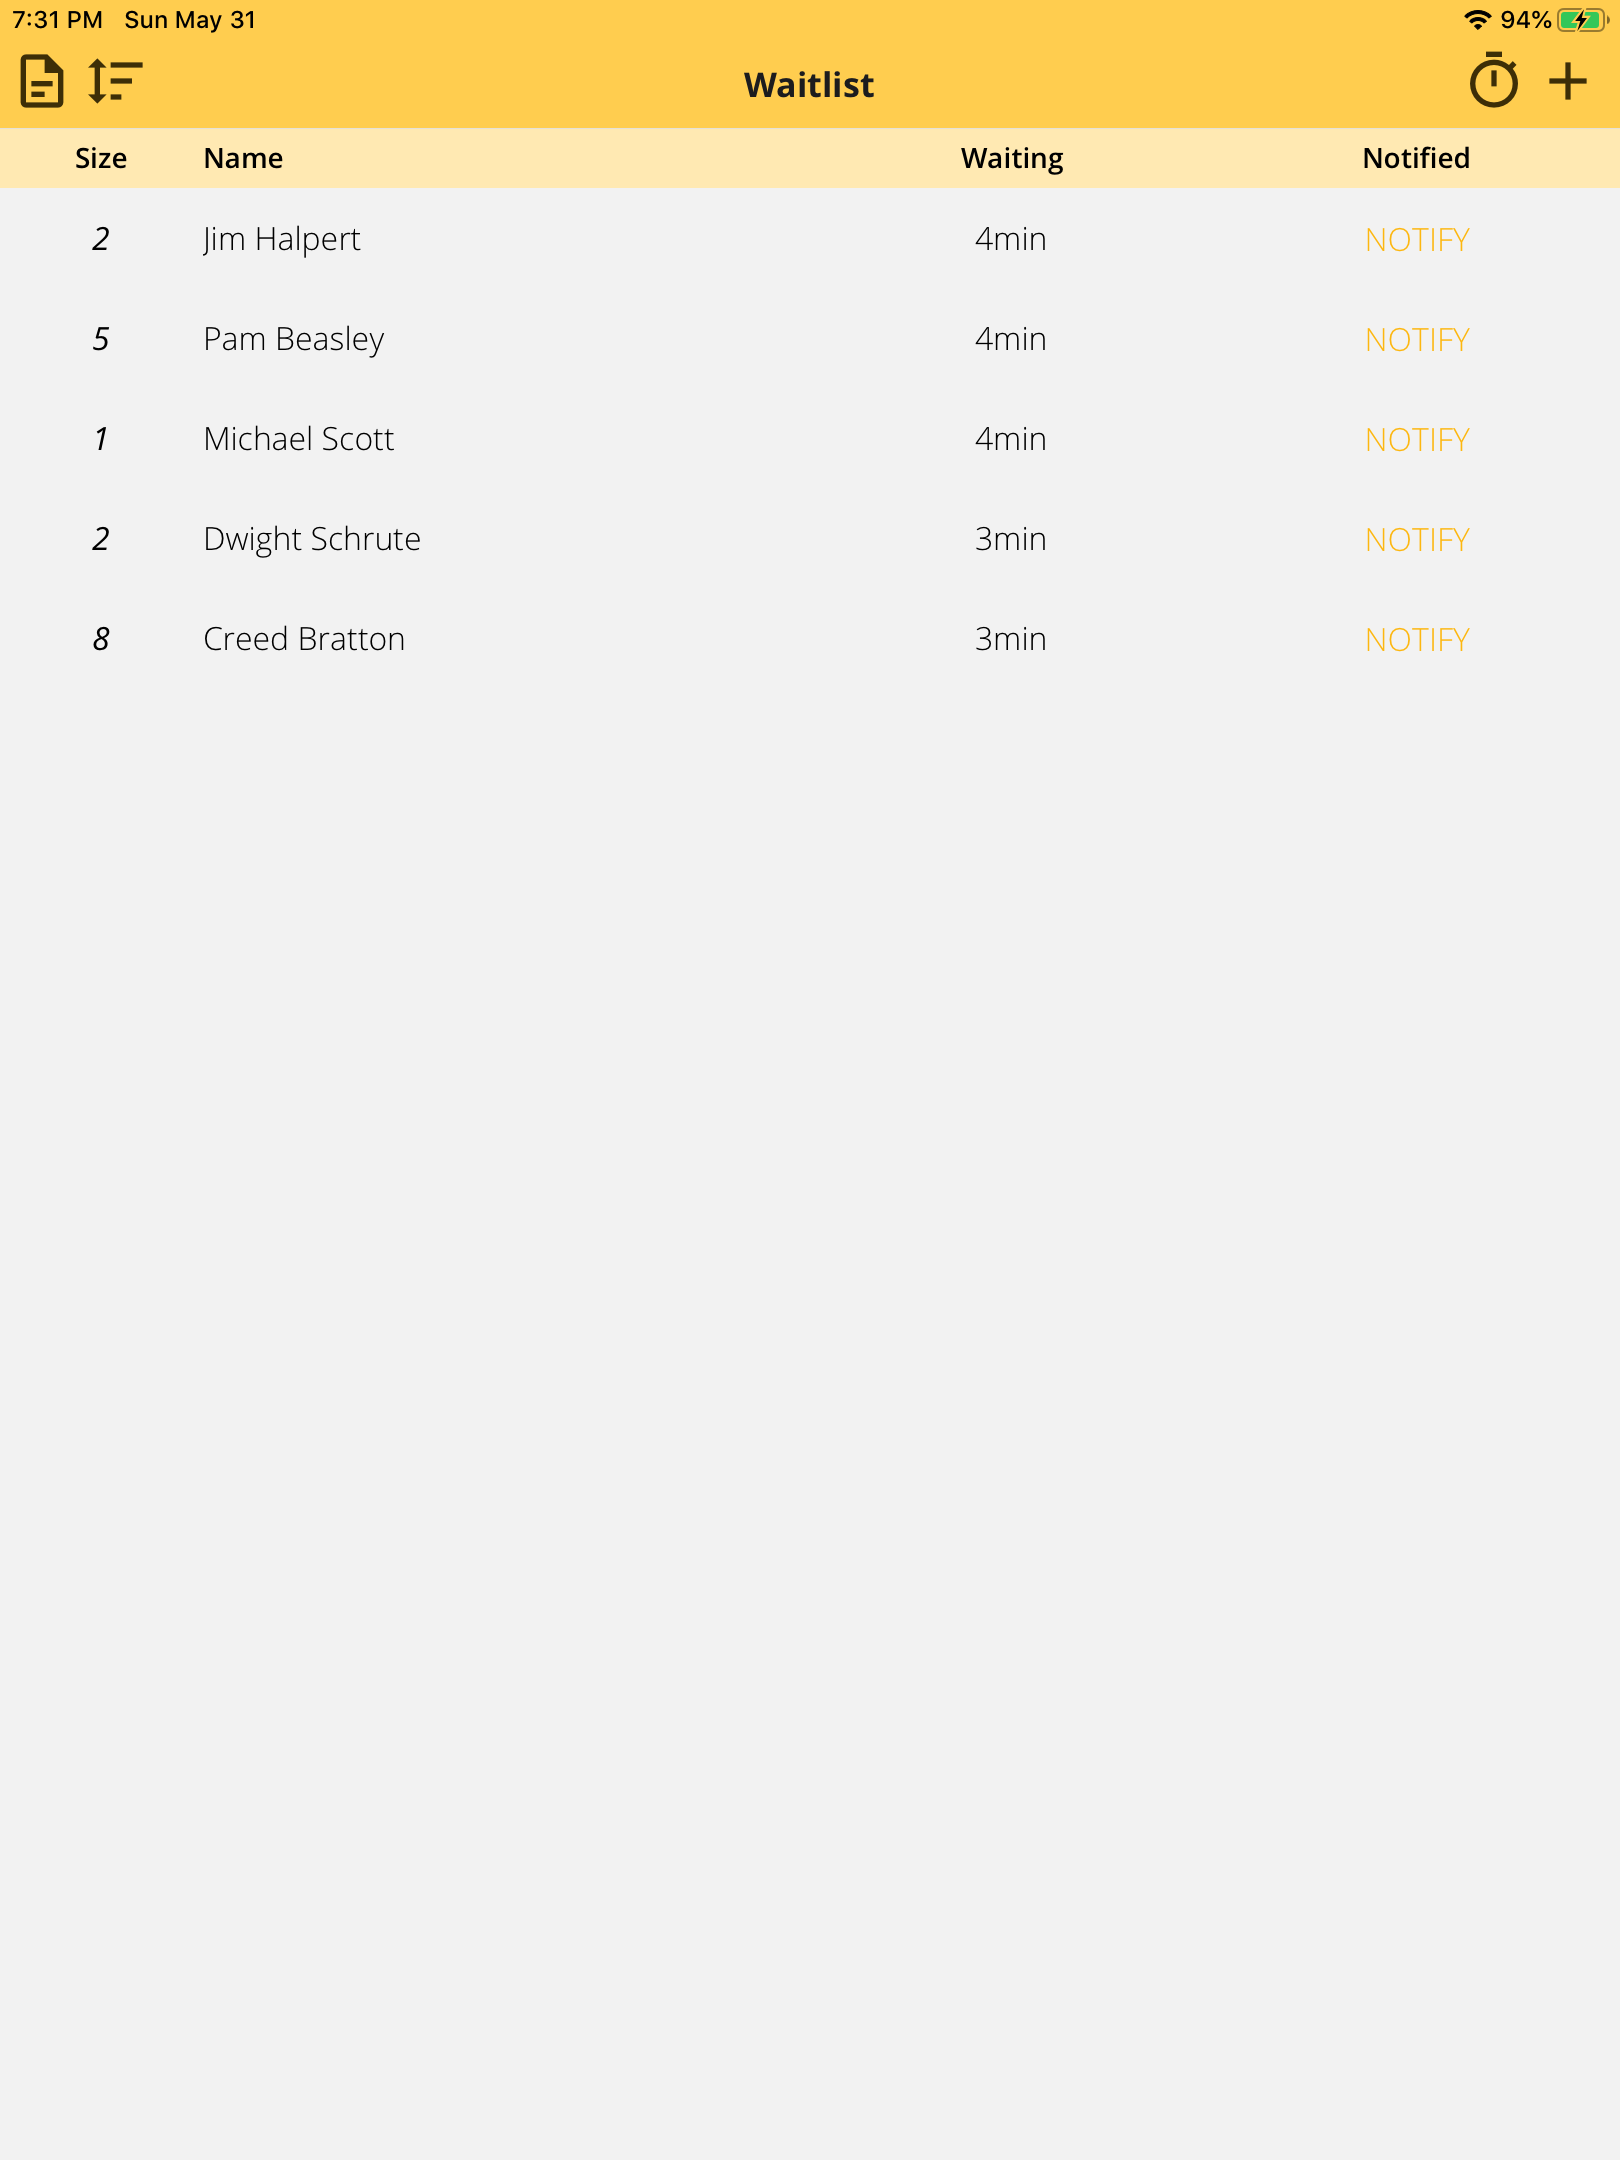 7:31 PM Sun May 31 94%
Waitlist
Size Name Waiting Notified
2 Jim Halpert 4min NOTIFY
5 Pam Beasley 4min NOTIFY
1 Michael Scott 4min NOTIFY
2 Dwight Schrute 3min NOTIFY
8 Creed Bratton 3min NOTIFY